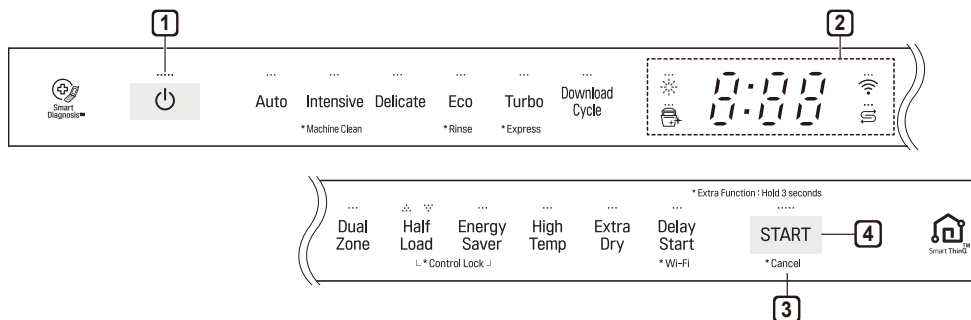 1
2
Smart
Diagnosis™
Auto
Intensive
* Machine Clean
Delicate
Eco
* Rinse
Turbo
* Express
Download
Cycle
8:88
* Extra Function : Hold 3 seconds
Dual
Zone
Half
Load
Energy
Saver
* Control Lock
High
Temp
Extra
Dry
Delay
Start
* Wi-Fi
START
* Cancel
4
Smart ThinQ™
3